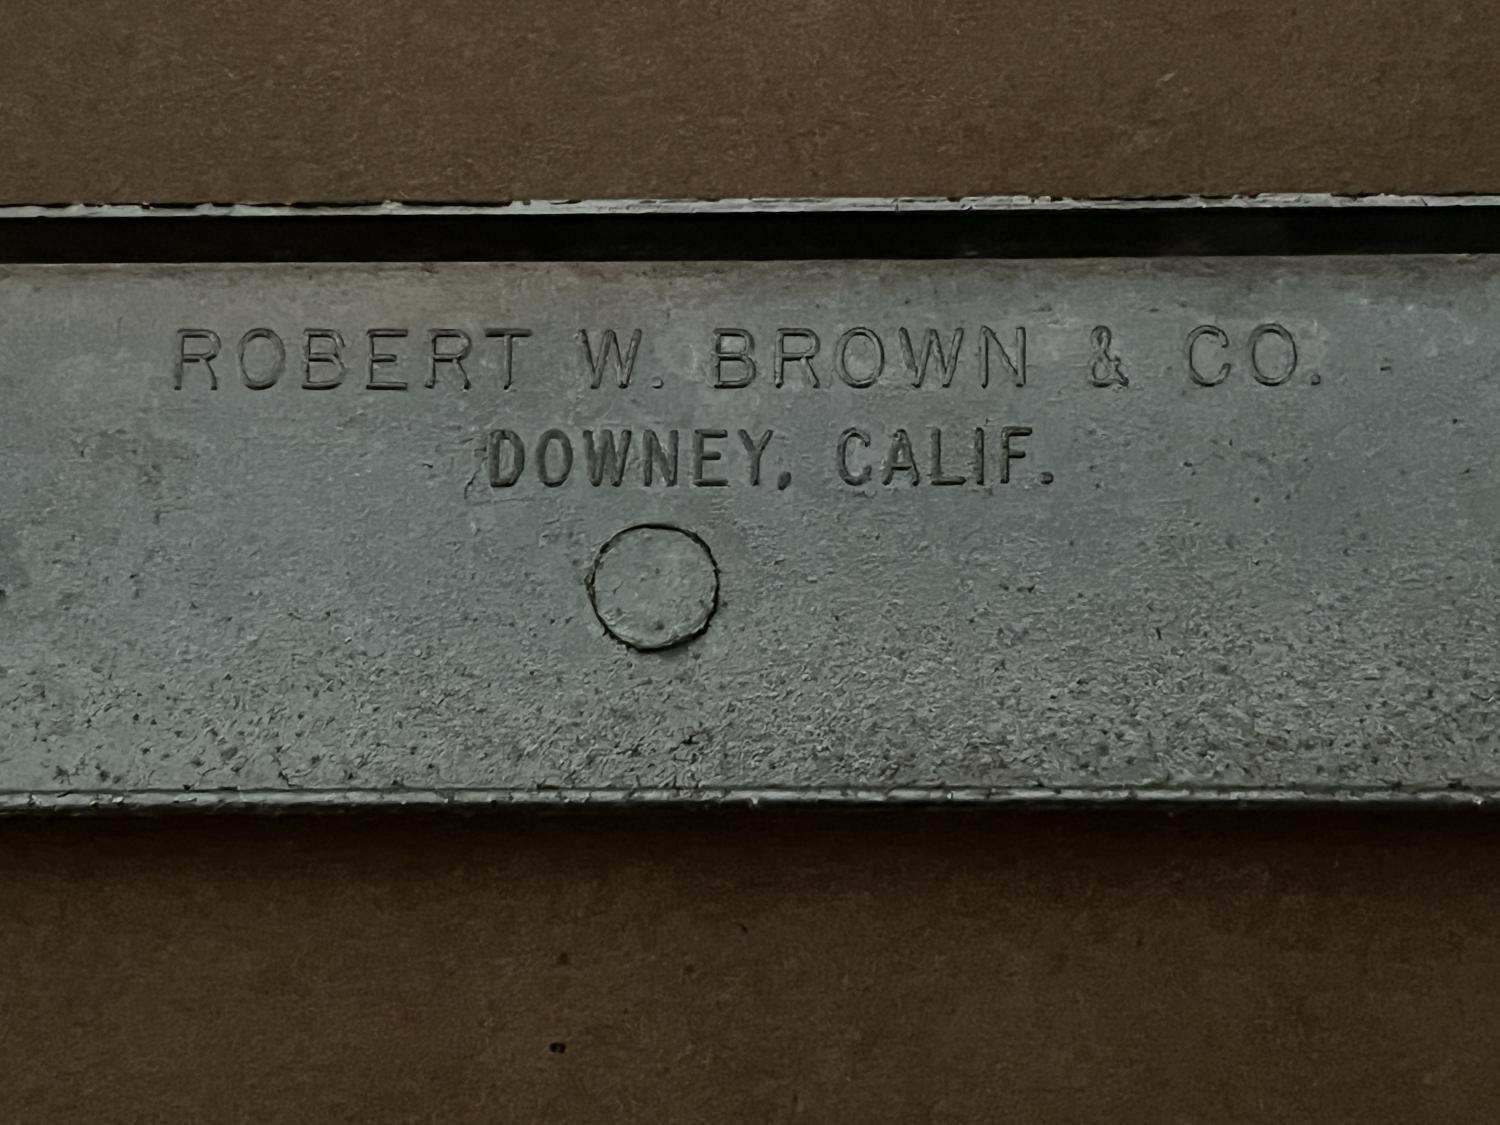 ROBERT W. BROWN & CO.
DOWNEY, CALIF.